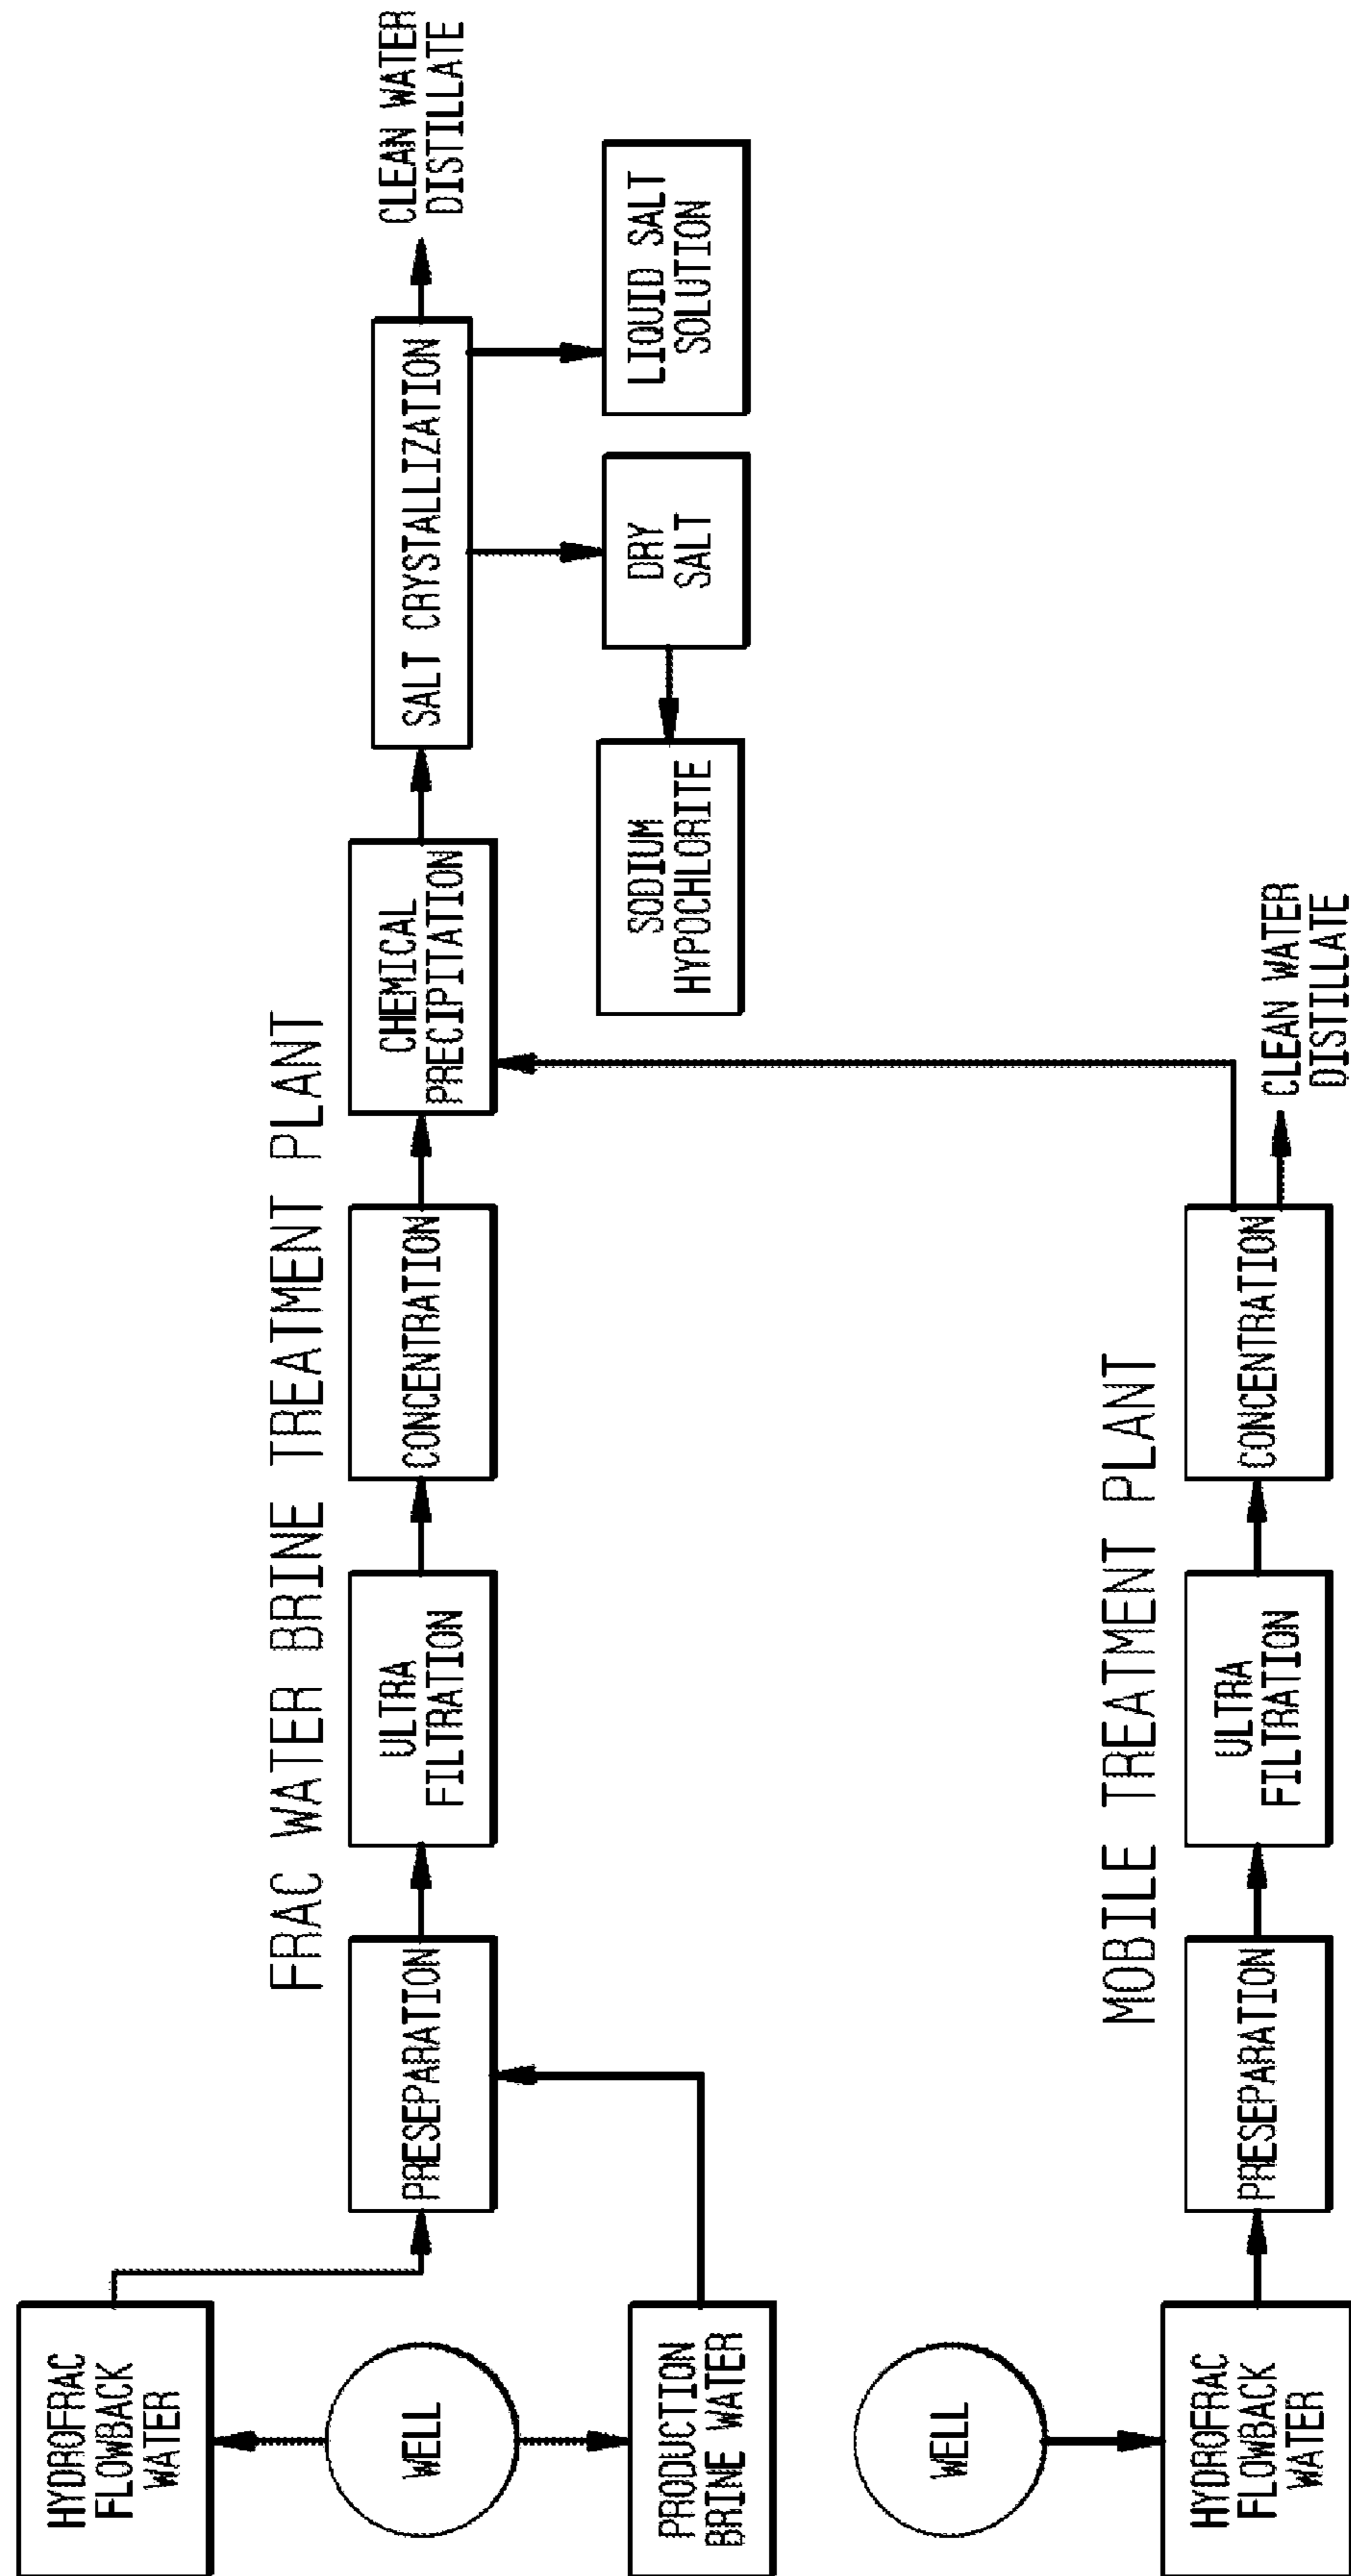 FRAC WATER BRINE TREATMENT PLANT
HYDROFRAC
FLOWBACK
WATER
WELL
PRODUCTION
BRINE WATER
PRESEPARATION
ULTRA
FILTRATION
CONCENTRATION
CHEMICAL
PRECIPITATION
SALT CRYSTALLIZATION
CLEAN WATER
DISTILLATE
SODIUM
HYPOCHLORITE
DRY
SALT
LIQUID SALT
SOLUTION
MOBILE TREATMENT PLANT
WELL
HYDROFRAC
FLOWBACK
WATER
PRESEPARATION
ULTRA
FILTRATION
CONCENTRATION
CLEAN WATER
DISTILLATE